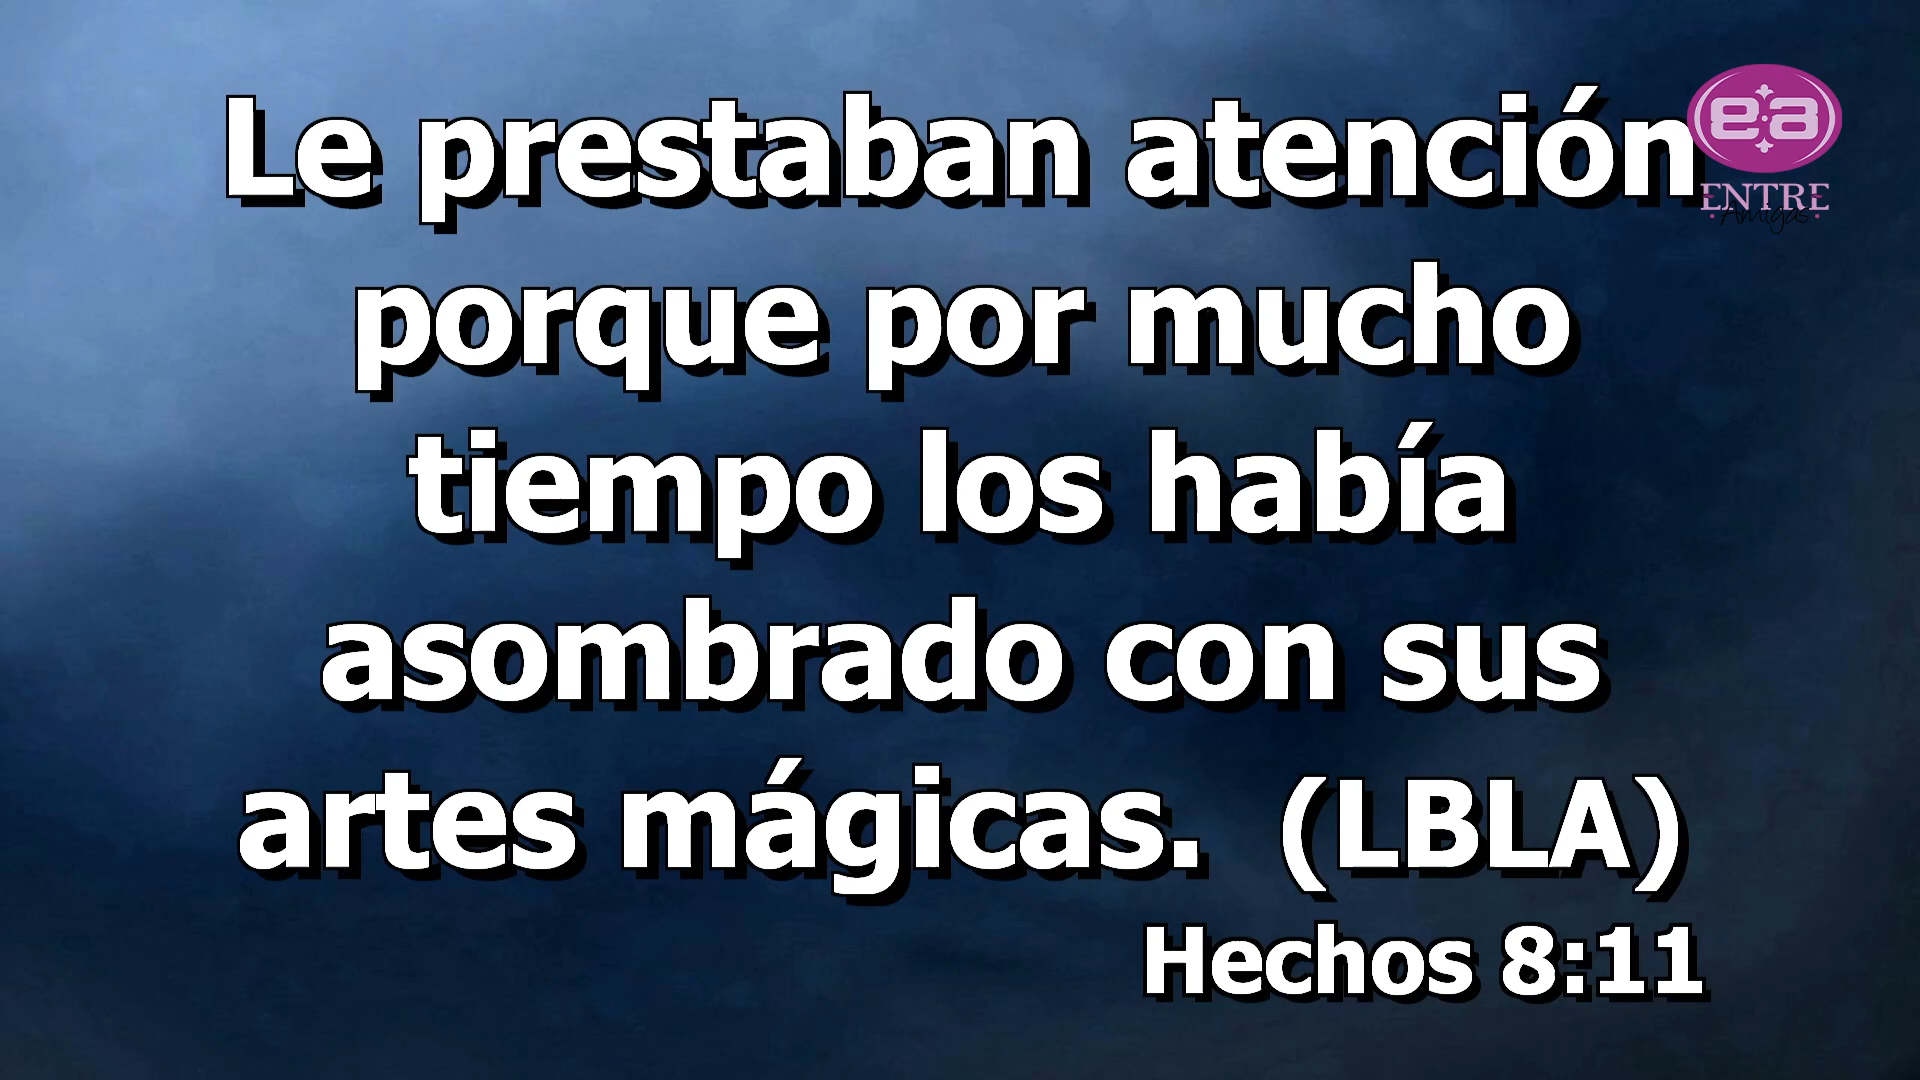 Le prestaban atención
porque por mucho
tiempo los había
asombrado con sus
artes mágicas. (LBLA)
Hechos 8:11
ea
ENTRE
Amigas